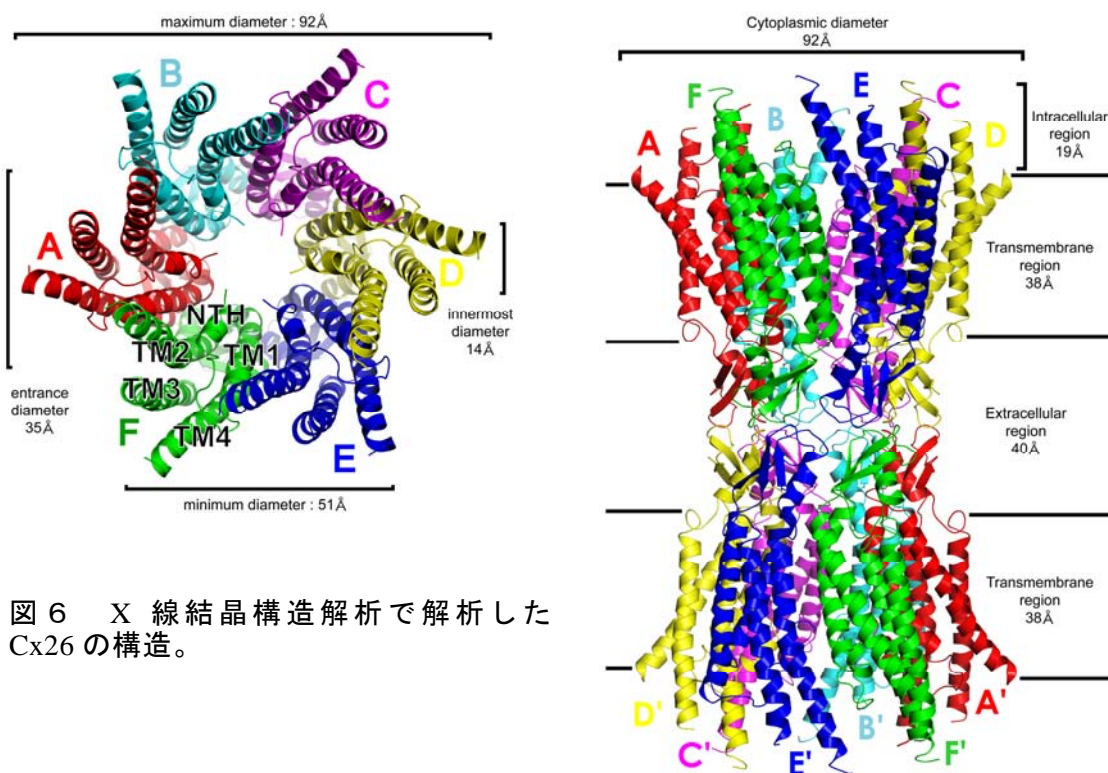 maximum diameter : 92Å
B
C
A
D
NTH
TM2
TM1
TM3
F
TM4
E
entrance
diameter
35Å
innermost
diameter
14Å
minimum diameter : 51Å
図６　X 線結晶構造解析で解析した
Cx26 の構造。
Cytoplasmic diameter
92Å
F
B
E
C
A
D
Intracellular
region
19Å
Transmembrane
region
38Å
Extracellular
region
40Å
Transmembrane
region
38Å
D'
C'
E'
B'
F'
A'